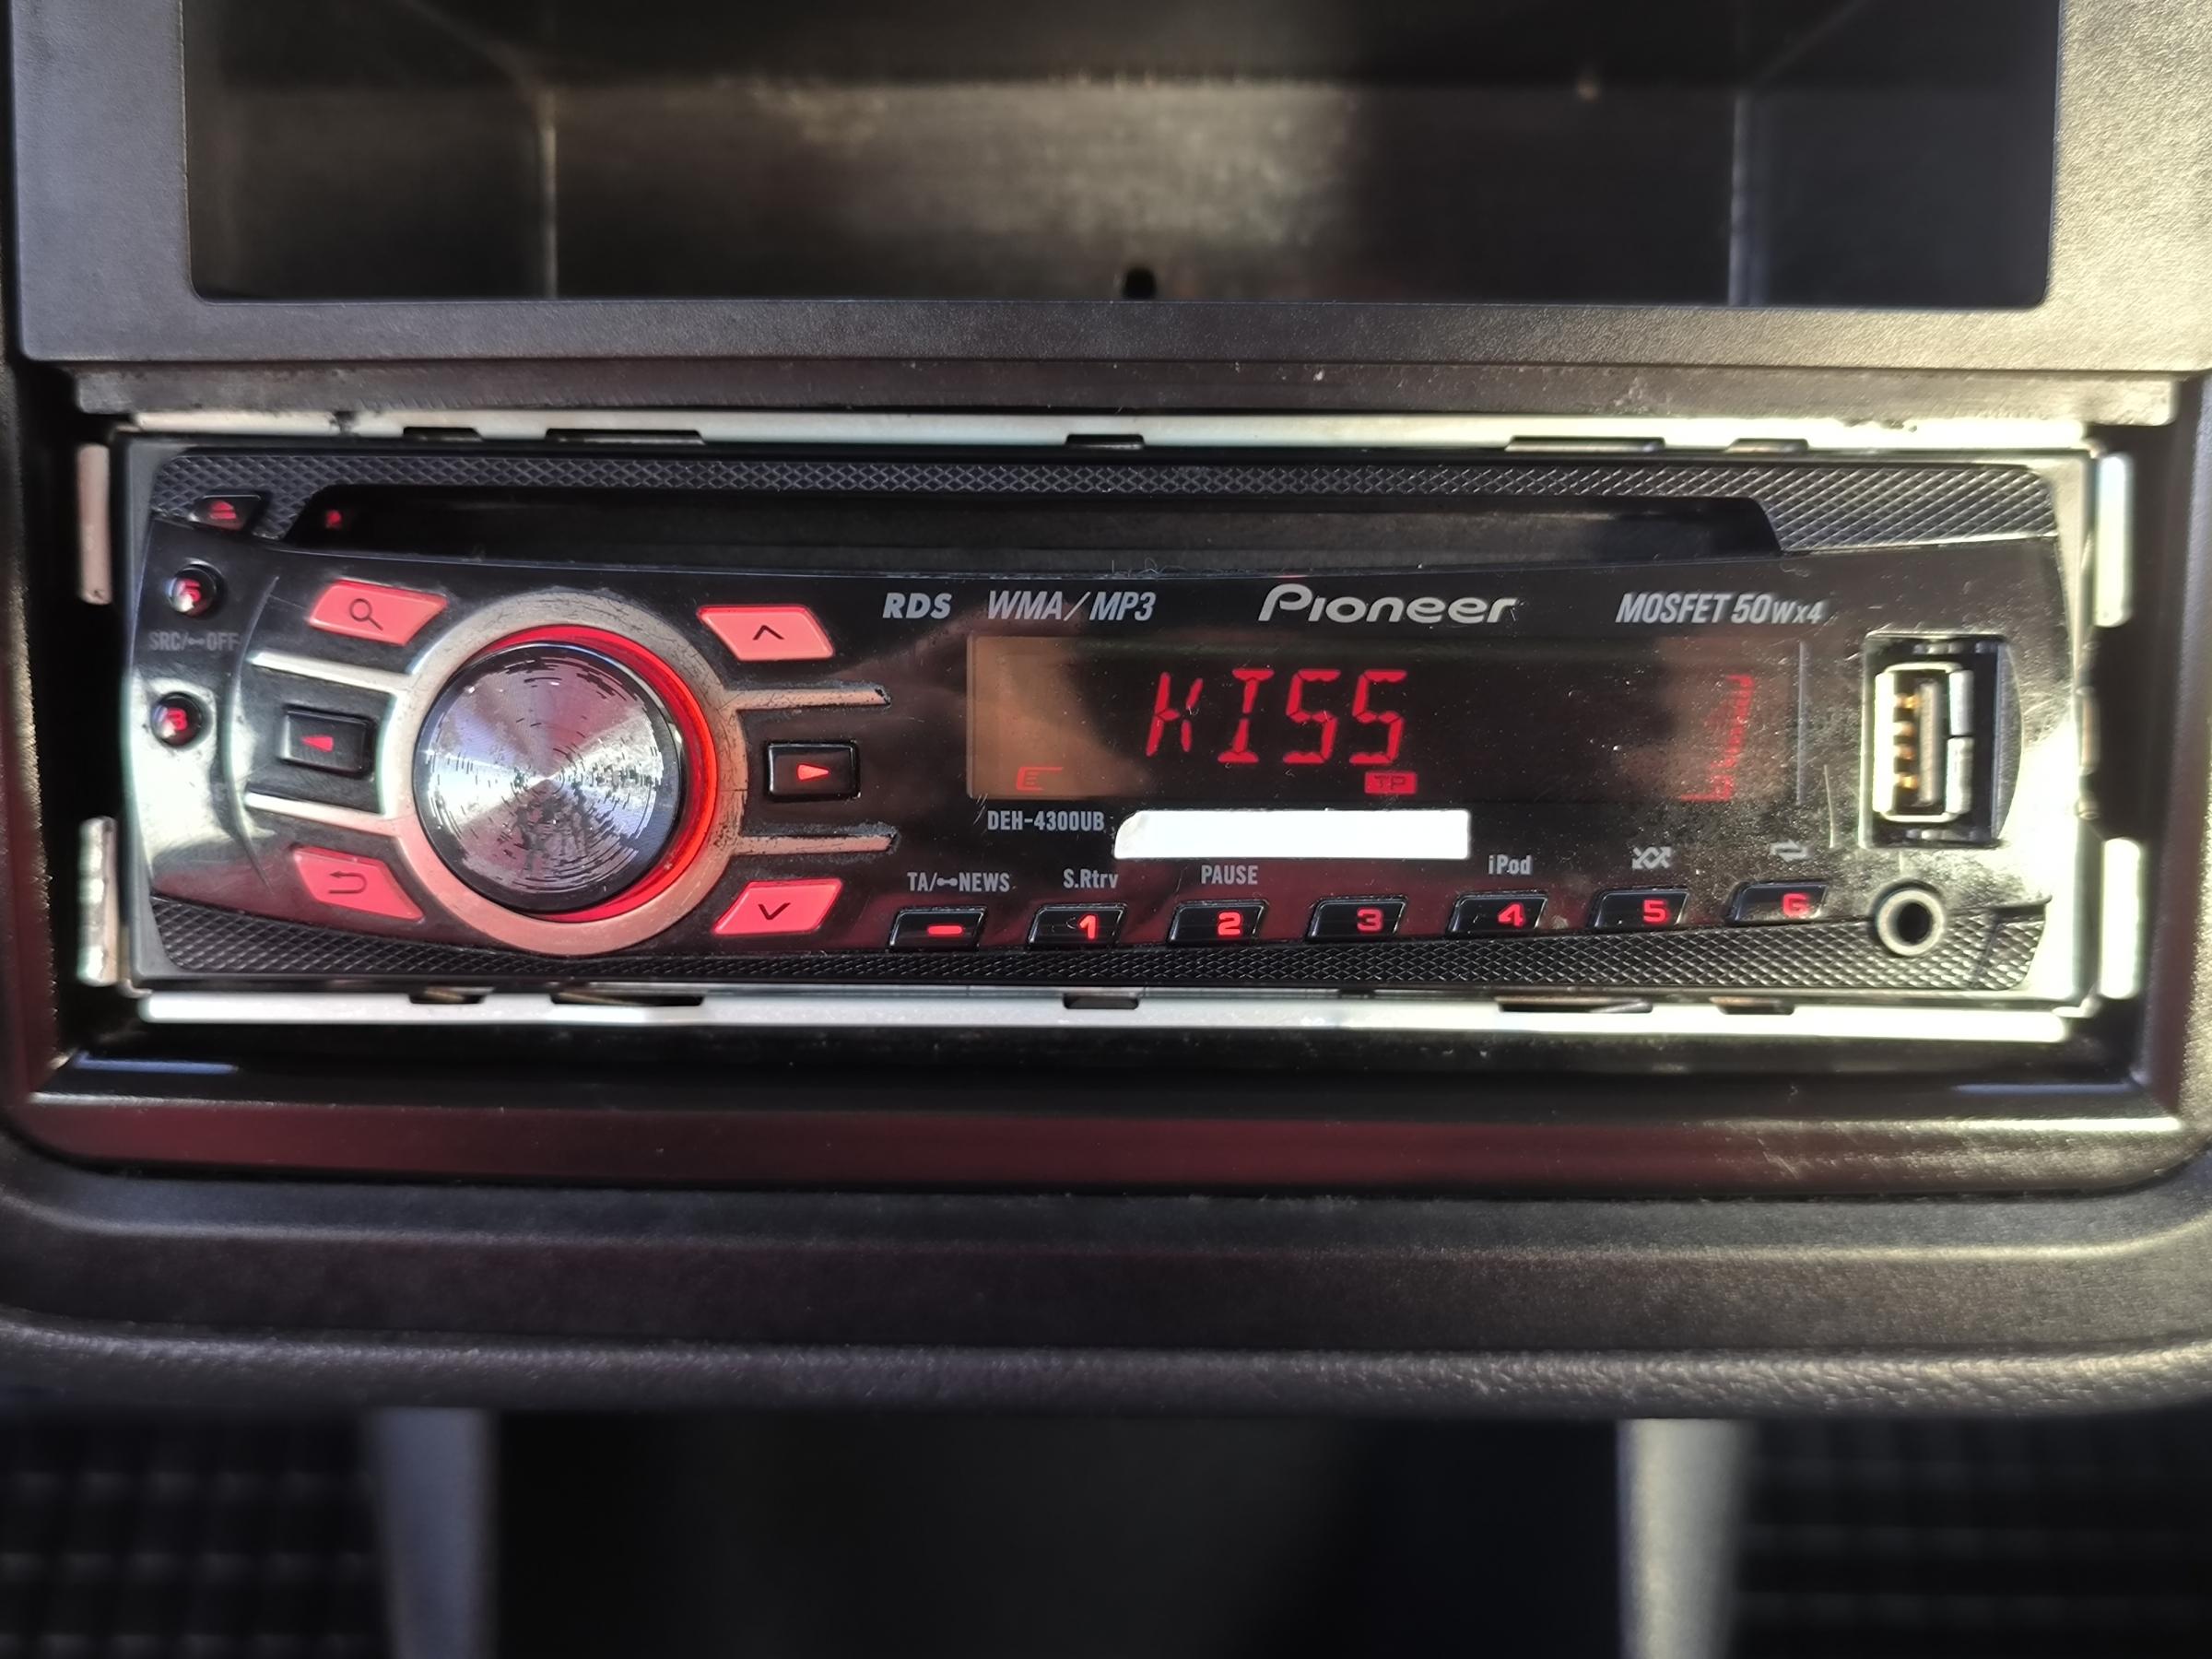 SRC/OFF
RDS WMA/MP3 Pioneer MOSFET 50Wx4
KISS
TP
DEH-4300UB
TA/NEWS S.Rtrv PAUSE iPod
1 2 3 4 5 6